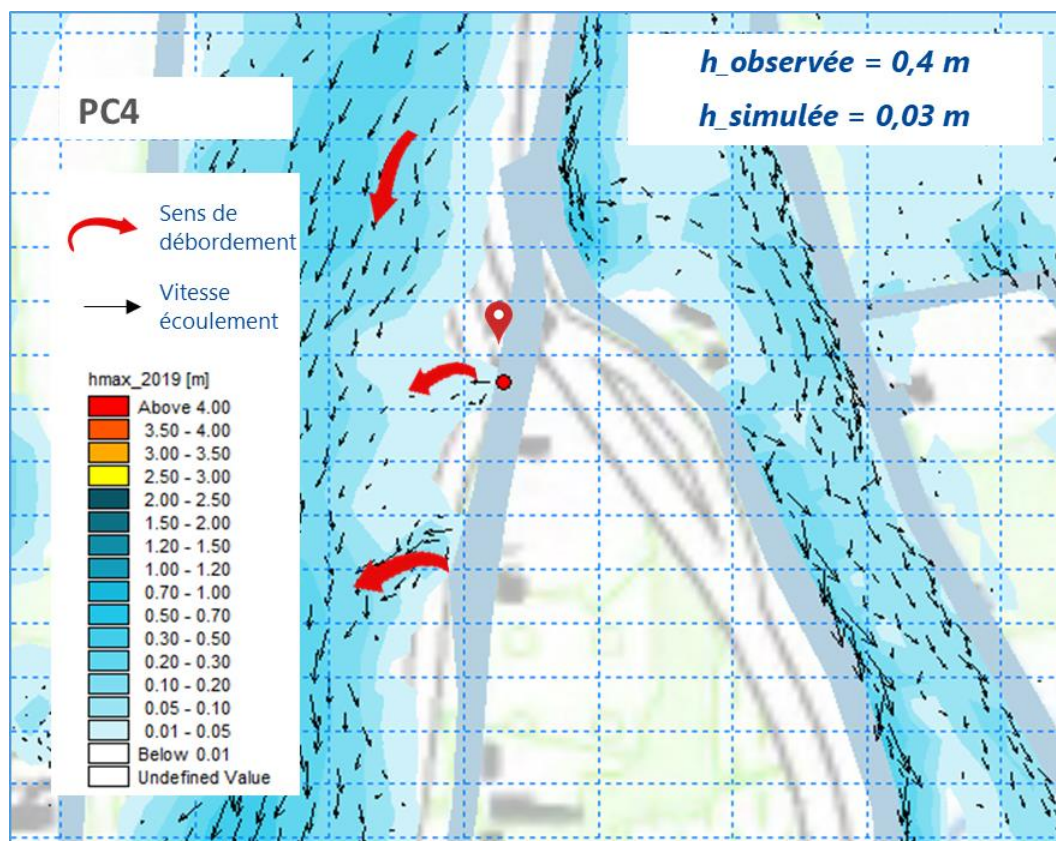 PC4
h_observée = 0,4 m
h_simulée = 0,03 m
Sens de
débordement
Vitesse
écoulement
hmax_2019 [m]
Above 4.00
3.50 - 4.00
3.00 - 3.50
2.50 - 3.00
2.00 - 2.50
1.50 - 2.00
1.20 - 1.50
1.00 - 1.20
0.70 - 1.00
0.50 - 0.70
0.30 - 0.50
0.20 - 0.30
0.10 - 0.20
0.05 - 0.10
0.01 - 0.05
Below 0.01
Undefined Value